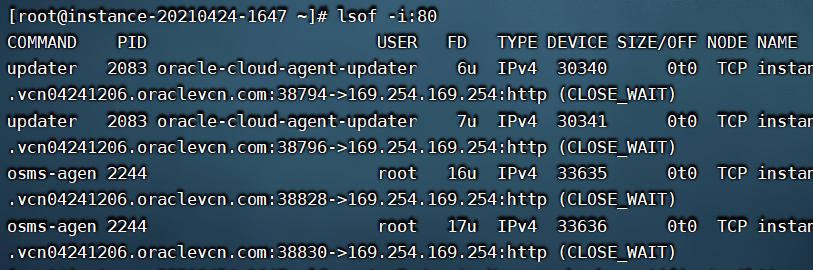 [root@instance-20210424-1647 ~]# lsof -i:80
COMMAND PID USER FD TYPE DEVICE SIZE/OFF NODE NAME
updater 2083 oracle-cloud-agent-updater 6u IPv4 30340 0t0 TCP instan
.vcn04241206.oraclevcn.com:38794->169.254.169.254:http (CLOSE_WAIT)
updater 2083 oracle-cloud-agent-updater 7u IPv4 30341 0t0 TCP instan
.vcn04241206.oraclevcn.com:38796->169.254.169.254:http (CLOSE_WAIT)
osms-agen 2244 root 16u IPv4 33635 0t0 TCP instan
.vcn04241206.oraclevcn.com:38828->169.254.169.254:http (CLOSE_WAIT)
osms-agen 2244 root 17u IPv4 33636 0t0 TCP instan
.vcn04241206.oraclevcn.com:38830->169.254.169.254:http (CLOSE_WAIT)